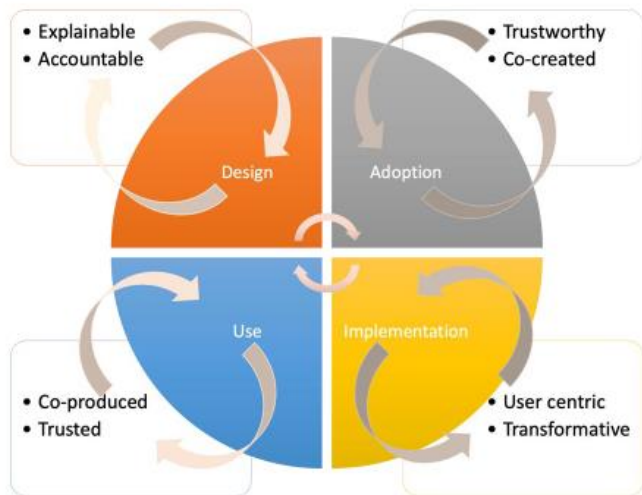 • Explainable
• Accountable
• Trustworthy
• Co-created
Design
Adoption
Use
Implementation
• Co-produced
• Trusted
• User centric
• Transformative